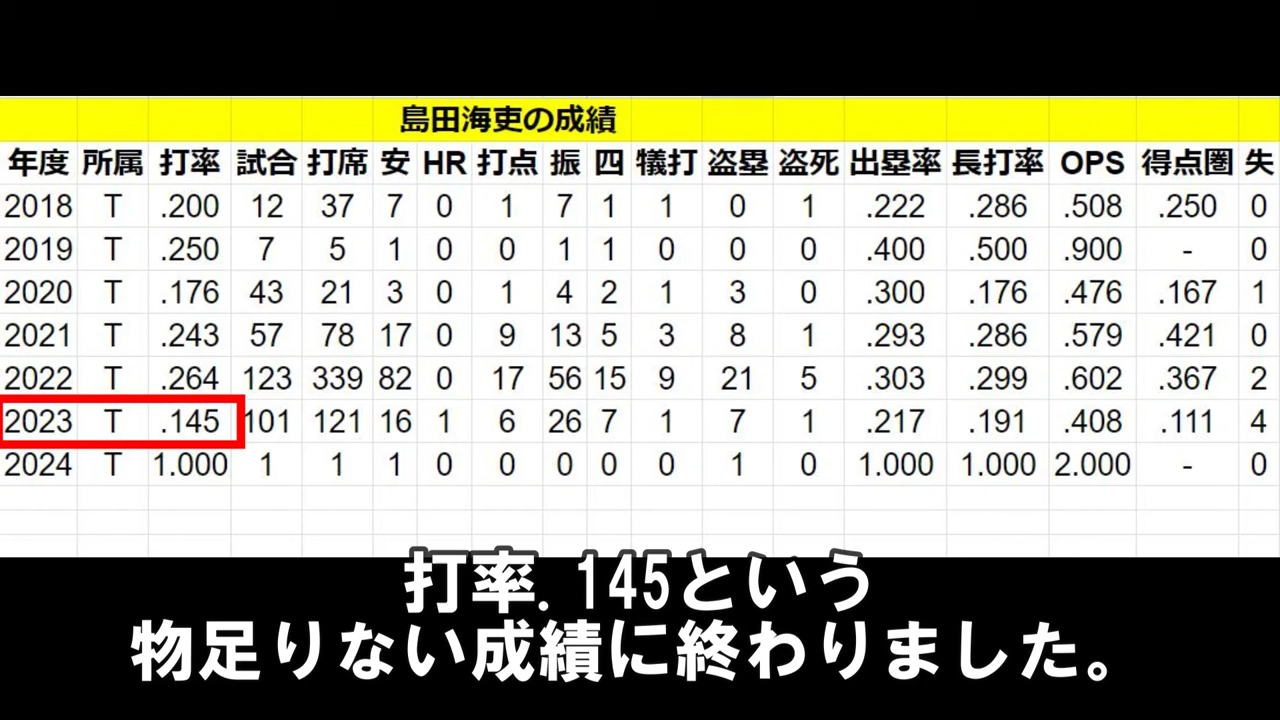 島田海吏の成績
年度 所属 打率 試合 打席 安 HR 打点 振 四 犠打 盗塁 盗死 出塁率 長打率 OPS 得点圏 失
2018 T .200 12 37 7 0 1 7 1 1 0 1 .222 .286 .508 .250 0
2019 T .250 7 5 1 0 0 1 1 0 0 0 .400 .500 .900 - 0
2020 T .176 43 21 3 0 1 4 2 1 3 0 .300 .176 .476 .167 1
2021 T .243 57 78 17 0 9 13 5 3 8 1 .293 .286 .579 .421 0
2022 T .264 123 339 82 0 17 56 15 9 21 5 .303 .299 .602 .367 2
2023 T .145 101 121 16 1 6 26 7 1 7 1 .217 .191 .408 .111 4
2024 T 1.000 1 1 1 0 0 0 0 0 1 0 1.000 1.000 2.000 - 0
打率.145という
物足りない成績に終わりました。